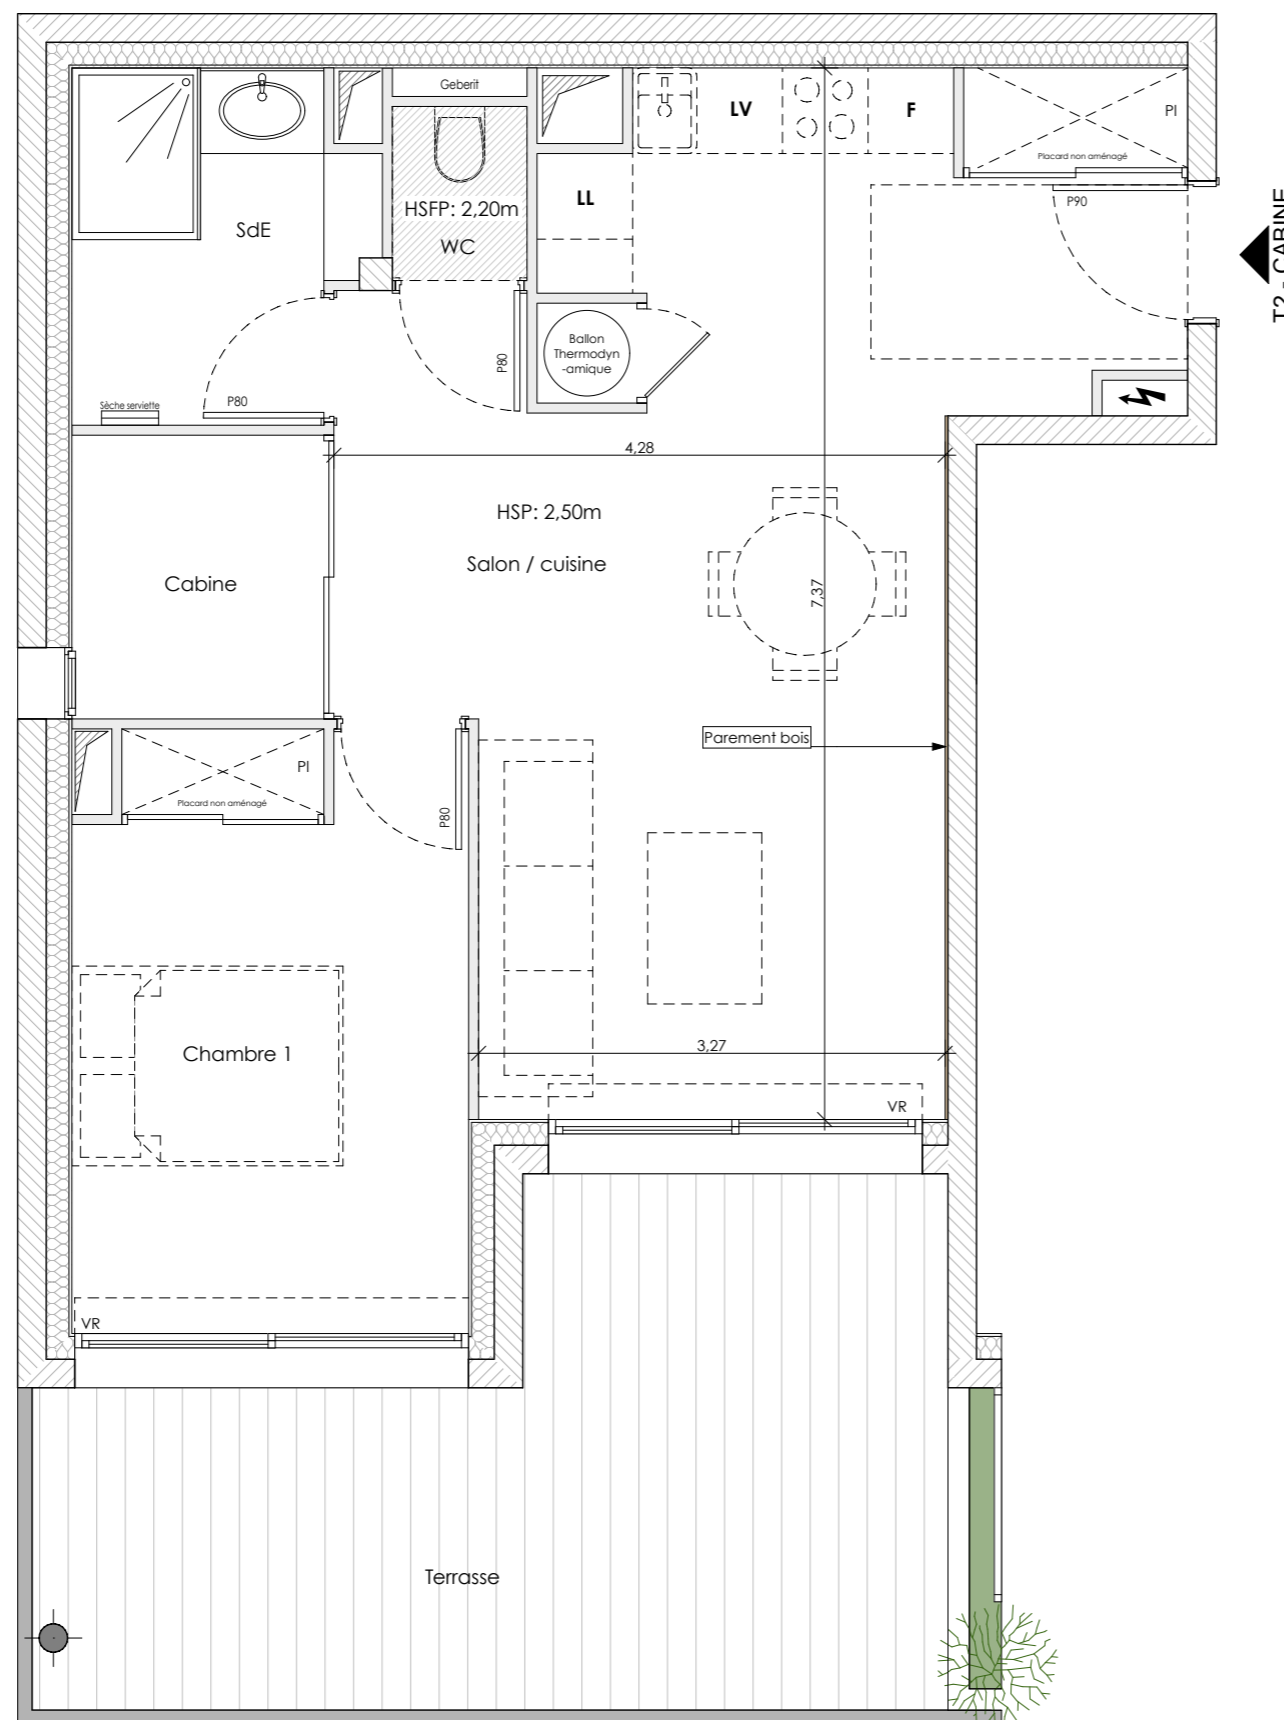 Geberit
LV
F
Pl
Placard non aménagé
P90
T2 - CABINE
SdE
HSFP: 2,20m
WC
LL
Ballon
Thermodyn
-amique
P80
P80
Sèche serviette
4,28
HSP: 2,50m
Salon / cuisine
Cabine
7,37
Parement bois
Pl
Placard non aménagé
P80
Chambre 1
3,27
VR
VR
Terrasse